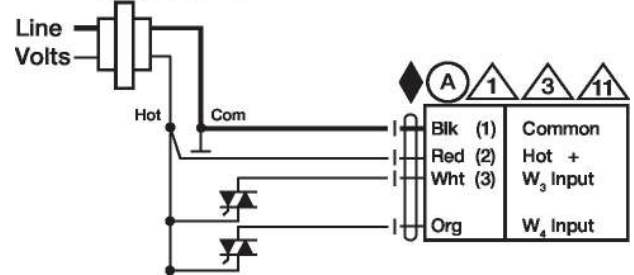 Line
Volts
Hot
Com
A 1 3 11
Blk (1) Common
Red (2) Hot +
Wht (3) W₃ Input
Org W₄ Input